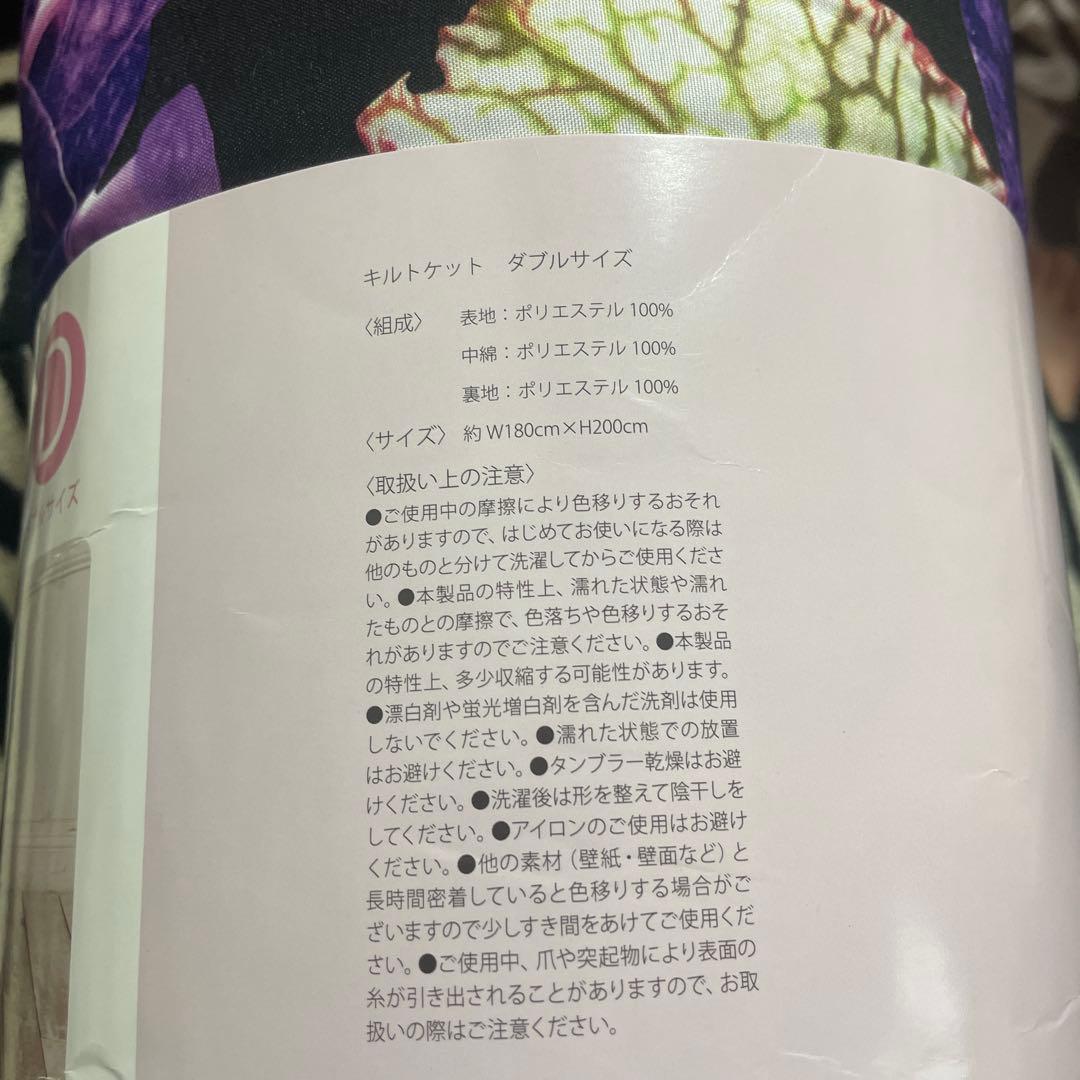 キルトケット ダブルサイズ
〈組成〉 表地：ポリエステル 100%
中綿：ポリエステル 100%
裏地：ポリエステル 100%
〈サイズ〉 約 W180cm×H200cm
〈取扱い上の注意〉
●ご使用中の摩擦により色移りするおそれ
がありますので、はじめてお使いになる際は
他のものと分けて洗濯してからご使用くださ
い。●本製品の特性上、濡れた状態や濡れ
たものとの摩擦で、色落ちや色移りするおそ
れがありますのでご注意ください。●本製品
の特性上、多少収縮する可能性があります。
●漂白剤や蛍光増白剤を含んだ洗剤は使用
しないでください。●濡れた状態での放置
はお避けください。●タンブラー乾燥はお避
けください。●洗濯後は形を整えて陰干しを
してください。●アイロンのご使用はお避け
ください。●他の素材（壁紙・壁面など）と
長時間密着していると色移りする場合がご
ざいますので少しすき間をあけてご使用くだ
さい。●ご使用中、爪や突起物により表面の
糸が引き出されることがありますので、お取
扱いの際はご注意ください。
D
ルサイズ